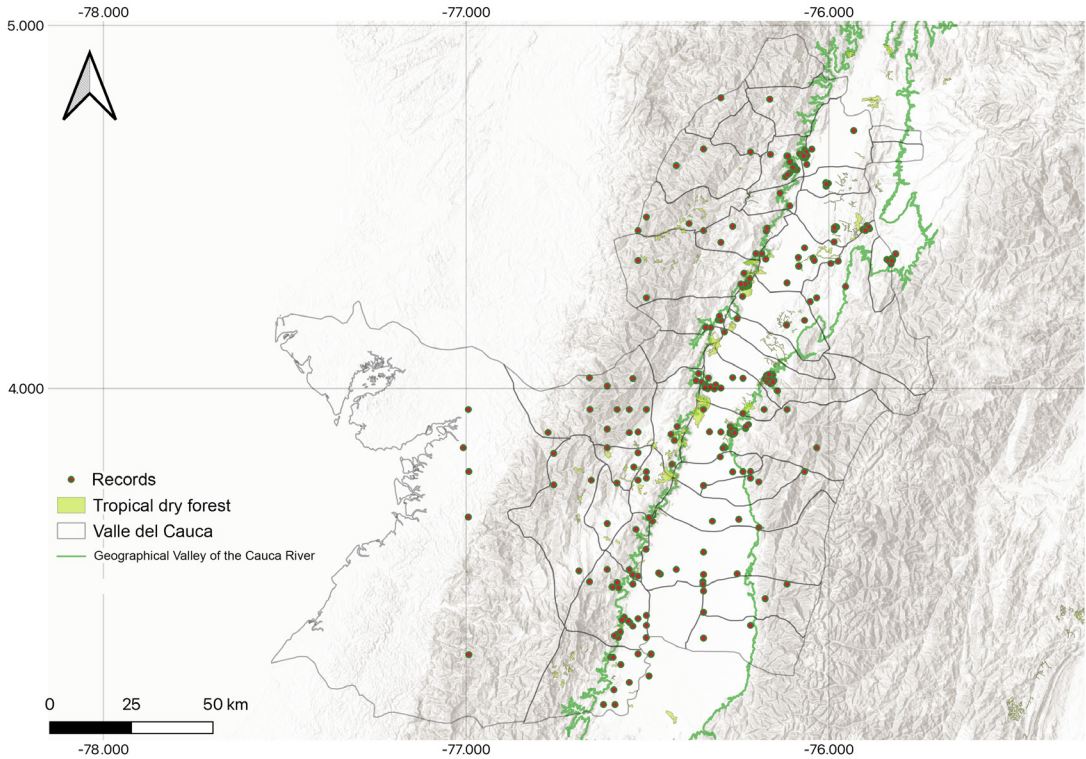 -78.000 -77.000 -76.000
5.000
4.000
Records
Tropical dry forest
Valle del Cauca
Geographical Valley of the Cauca River
0 25 50 km
-78.000 -77.000 -76.000